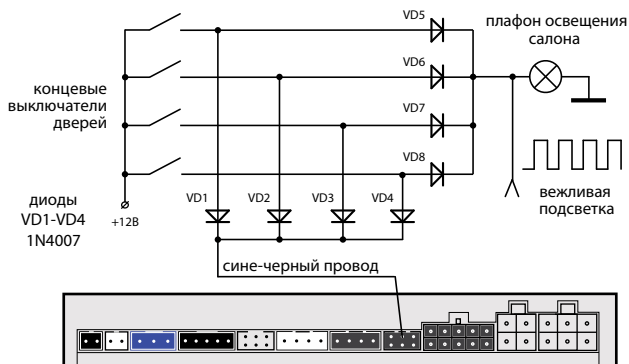 VD5
плафон освещения
салона
VD6
концевые
выключатели
дверей
VD7
VD8
вежливая
подсветка
диоды
VD1-VD4
1N4007
+12В
VD1
VD2
VD3
VD4
сине-черный провод